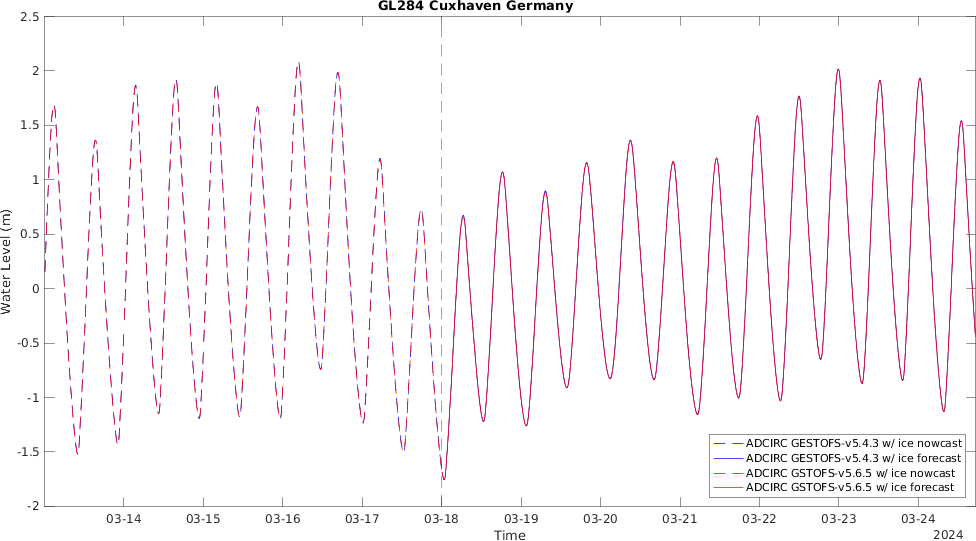 GL284 Cuxhaven Germany
2.5
2
1.5
1
0.5
0
-0.5
-1
-1.5
-2
Water Level (m)
ADCIRC GESTOFS-v5.4.3 w/ ice nowcast
ADCIRC GESTOFS-v5.4.3 w/ ice forecast
ADCIRC GSTOFS-v5.6.5 w/ ice nowcast
ADCIRC GSTOFS-v5.6.5 w/ ice forecast
03-14 03-15 03-16 03-17 03-18 03-19 03-20 03-21 03-22 03-23 03-24
Time
2024